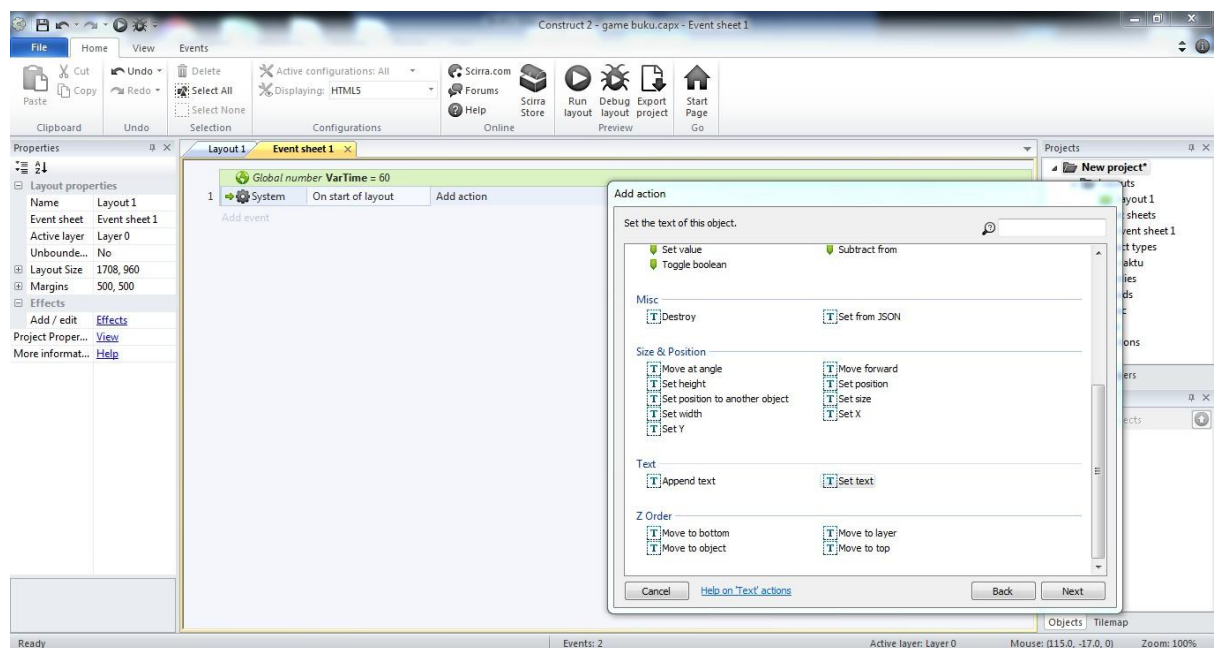 Construct 2 - game buku.capx - Event sheet 1
File Home View Events
Paste
Cut
Copy
Clipboard
Undo
Redo
Undo
Delete
Select All
Select None
Selection
Active configurations: All
Displaying: HTML5
Configurations
Scirra.com
Forums
Help
Scirra Store
Online
Run layout
Debug layout
Export project
Preview
Start Page
Go
Properties
Layout properties
Name Layout 1
Event sheet Event sheet 1
Active layer Layer 0
Unbounde... No
Layout Size 1708, 960
Margins 500, 500
Effects
Add / edit Effects
Project Proper... View
More informat... Help
Layout 1 Event sheet 1
Global number VarTime = 60
1 System On start of layout Add action
Add event
Add action
Set the text of this object.
Set value Subtract from
Toggle boolean
Misc
Destroy Set from JSON
Size & Position
Move at angle Move forward
Set height Set position
Set position to another object Set size
Set width Set X
Set Y
Text
Append text Set text
Z Order
Move to bottom Move to layer
Move to object Move to top
Cancel Help on 'Text' actions Back Next
Projects
New project*
Objects Tilemap
Ready Events: 2 Active layer: Layer 0 Mouse: (115.0, -17.0, 0) Zoom: 100%